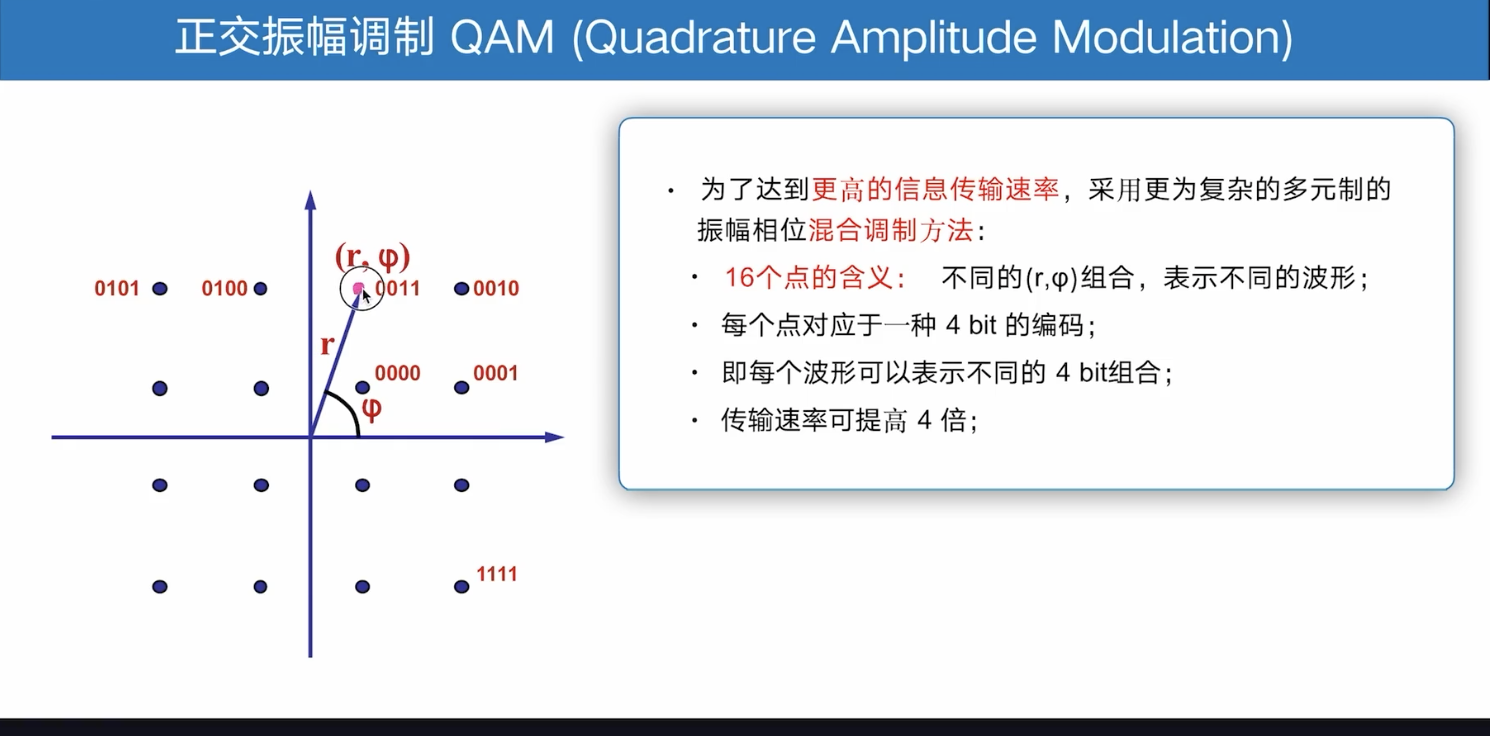 正交振幅调制 QAM (Quadrature Amplitude Modulation)
(r, φ)
0101
0100
0011
0010
r
0000
0001
φ
1111
· 为了达到更高的信息传输速率，采用更为复杂的多元制的
振幅相位混合调制方法：
· 16个点的含义： 不同的(r,φ)组合，表示不同的波形；
· 每个点对应于一种 4 bit 的编码；
· 即每个波形可以表示不同的 4 bit组合；
· 传输速率可提高 4 倍；